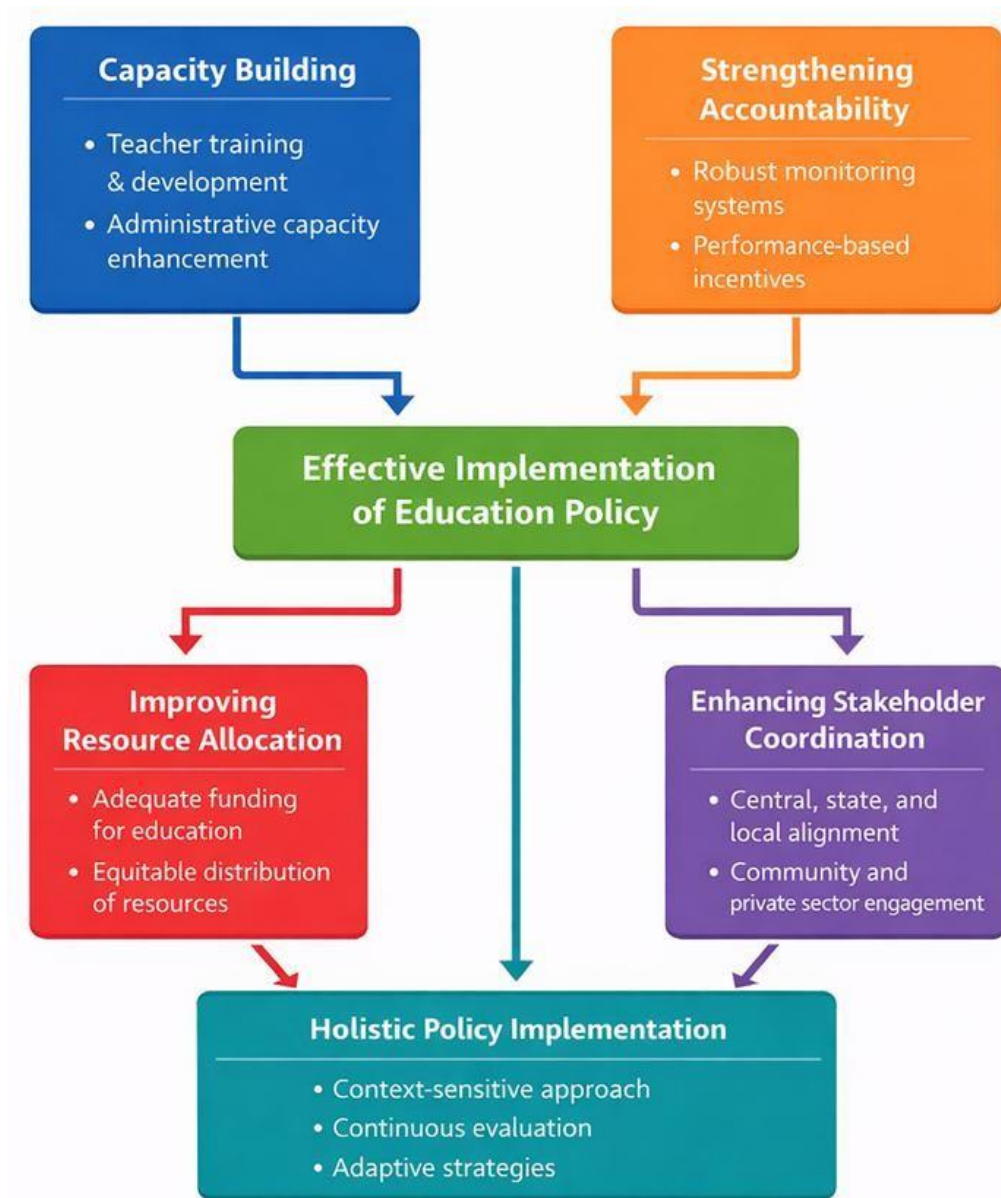 Capacity Building
• Teacher training
& development
• Administrative capacity
enhancement
Strengthening
Accountability
• Robust monitoring
systems
• Performance-based
incentives
Effective Implementation
of Education Policy
Improving
Resource Allocation
• Adequate funding
for education
• Equitable distribution
of resources
Enhancing Stakeholder
Coordination
• Central, state, and
local alignment
• Community and
private sector engagement
Holistic Policy Implementation
• Context-sensitive approach
• Continuous evaluation
• Adaptive strategies